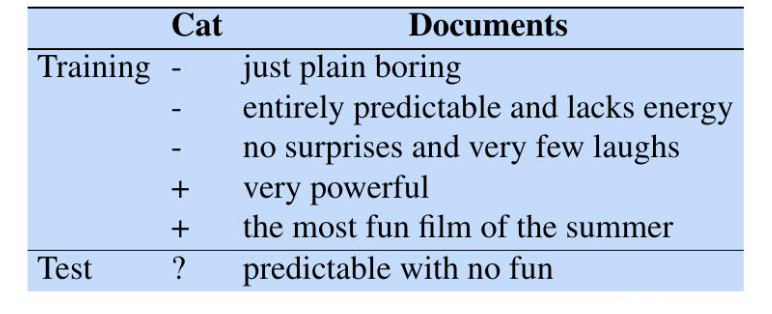 Cat Documents
Training - just plain boring
- entirely predictable and lacks energy
- no surprises and very few laughs
+ very powerful
+ the most fun film of the summer
Test ? predictable with no fun